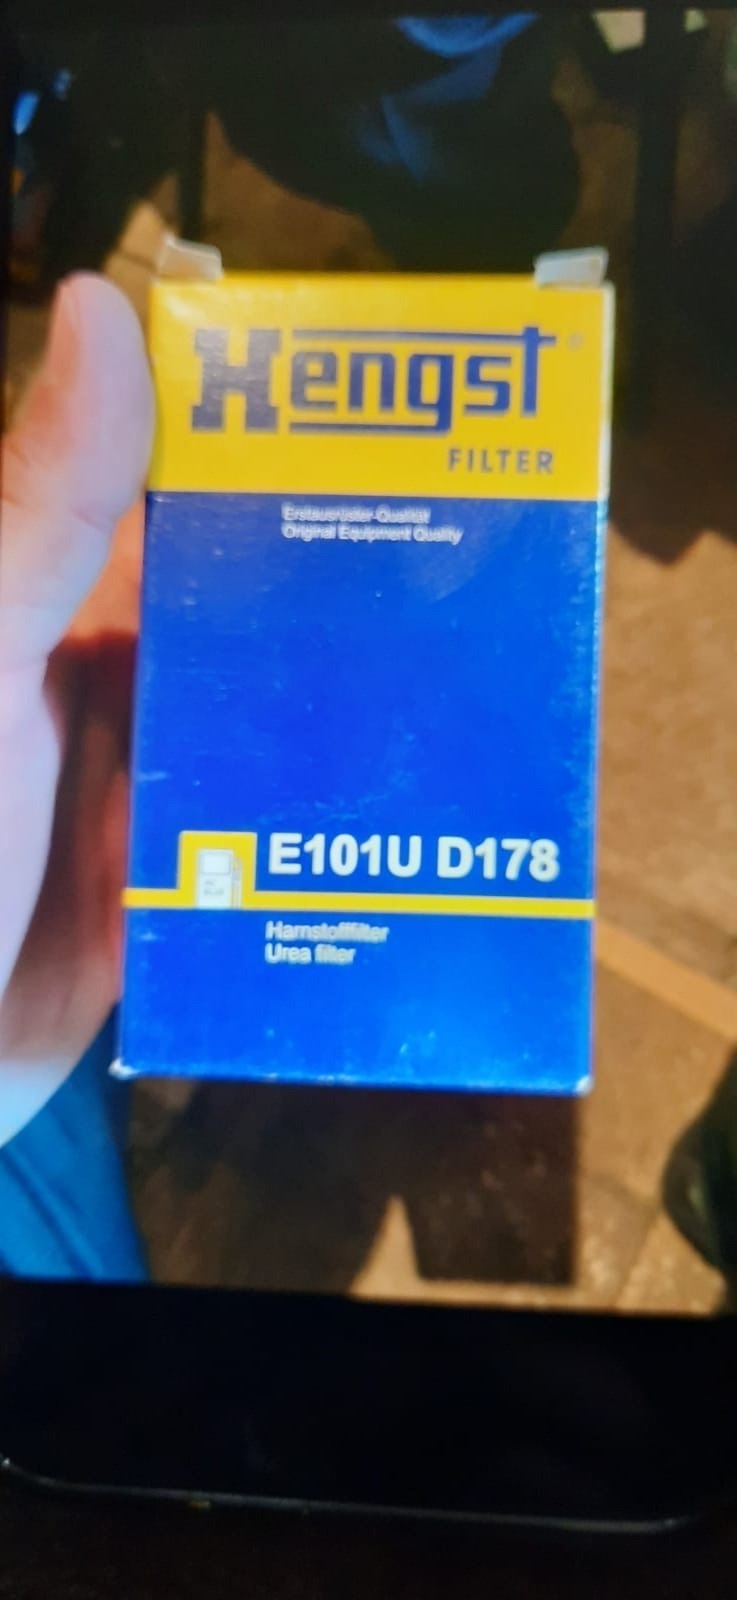 Hengst®
FILTER
Erstausrüster-Qualität
Original Equipment Quality
E101U D178
Harnstofffilter
Urea filter